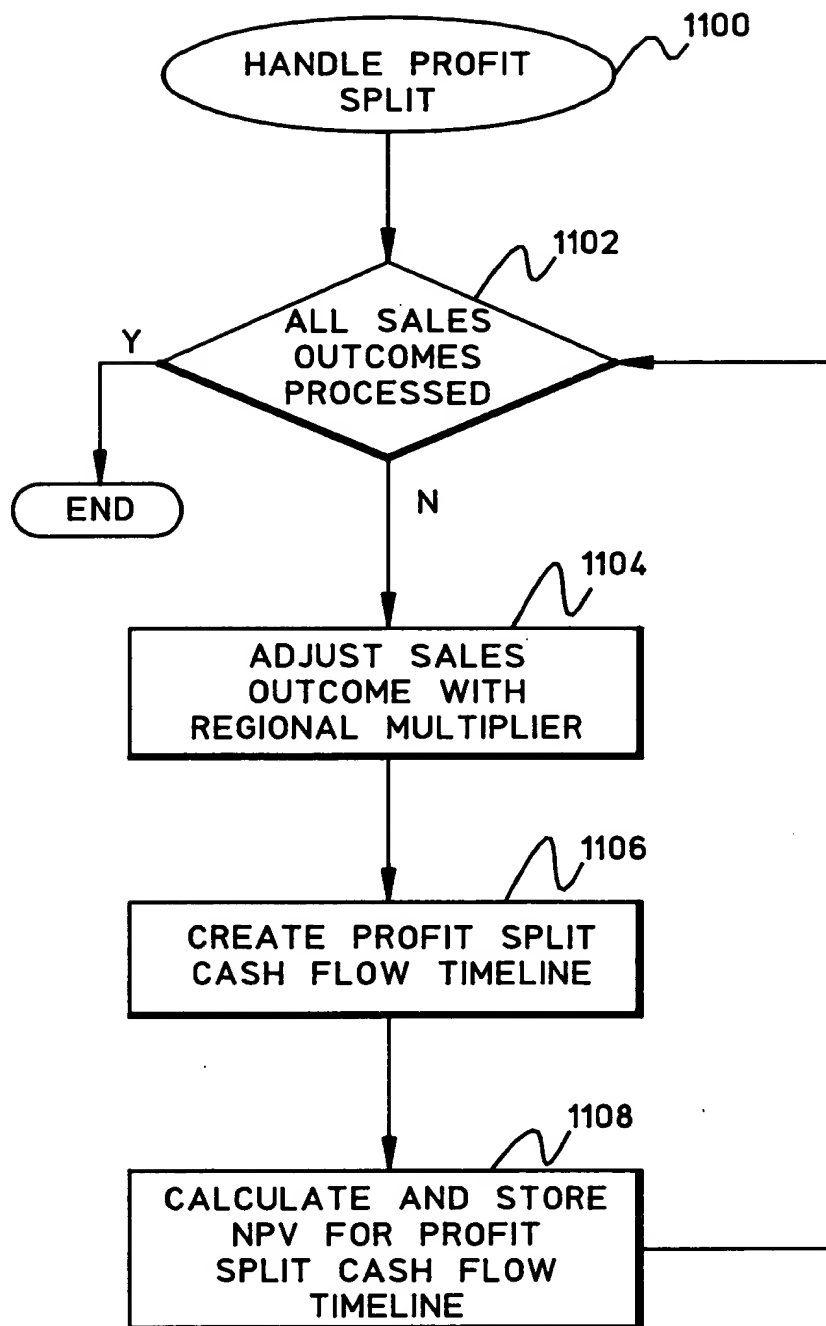 1100
HANDLE PROFIT
SPLIT
1102
ALL SALES
OUTCOMES
PROCESSED
Y
END
N
1104
ADJUST SALES
OUTCOME WITH
REGIONAL MULTIPLIER
1106
CREATE PROFIT SPLIT
CASH FLOW TIMELINE
1108
CALCULATE AND STORE
NPV FOR PROFIT
SPLIT CASH FLOW
TIMELINE